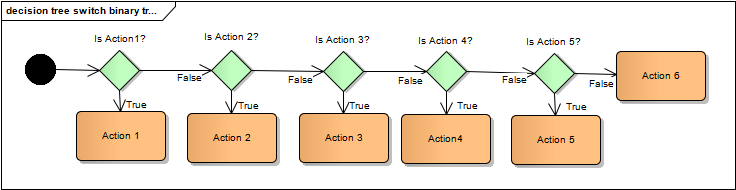 decision tree switch binary tr...
Is Action1?
Is Action 2?
Is Action 3?
Is Action 4?
Is Action 5?
False
False
False
False
False
Action 6
True
True
True
True
True
Action 1
Action 2
Action 3
Action4
Action 5